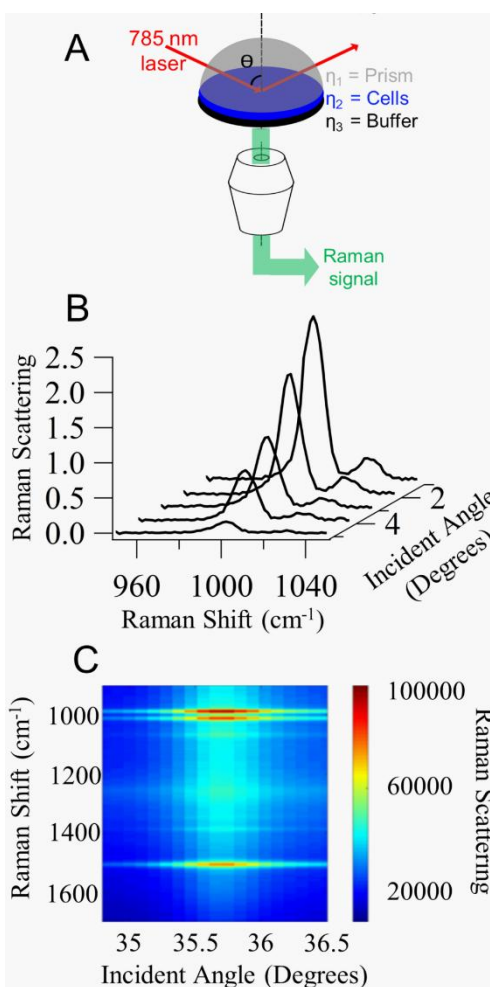 A
785 nm
laser
θ
η₁ = Prism
η₂ = Cells
η₃ = Buffer
Raman
signal
B
Raman Scattering
2.5
2.0
1.5
1.0
0.5
0.0
960
1000
1040
Raman Shift (cm⁻¹)
2
4
Incident Angle
(Degrees)
C
Raman Shift (cm⁻¹)
1000
1200
1400
1600
35
35.5
36
36.5
Incident Angle (Degrees)
100000
60000
20000
Raman Scattering